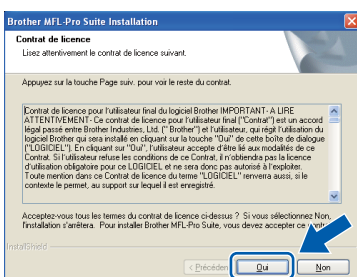 Brother MFL-Pro Suite Installation
Contrat de licence
Lisez attentivement le contrat de licence suivant.
Appuyez sur la touche Page suiv. pour voir le reste du contrat.
Contrat de licence pour l'utilisateur final du logiciel Brother IMPORTANT- A LIRE
ATTENTIVEMENT- Ce contrat de licence pour l'utilisateur final ("Contrat") est un accord
légal passé entre Brother Industries, Ltd. (" Brother") et l'utilisateur, qui régit l'utilisation du
logiciel Brother qui sera installé en cliquant sur la touche "Oui" de cette boîte de dialogue
("LOGICIEL"). En cliquant sur "Oui", l'utilisateur accepte d'être lié aux modalités de ce
Contrat. Si l'utilisateur refuse les conditions de ce Contrat, il n'obtiendra pas la licence
d'utilisation obligatoire pour ce LOGICIEL et ne sera donc pas autorisé à l'exploiter.
Toute mention dans ce Contrat de licence du terme "LOGICIEL" renverra aussi, si le
contexte le permet, au support sur lequel il est enregistré.
Acceptez-vous tous les termes du contrat de licence ci-dessus ? Si vous sélectionnez Non,
l'installation s'arrêtera. Pour installer Brother MFL-Pro Suite, vous devez accepter ce
InstallShield
< Précédent
Oui
Non